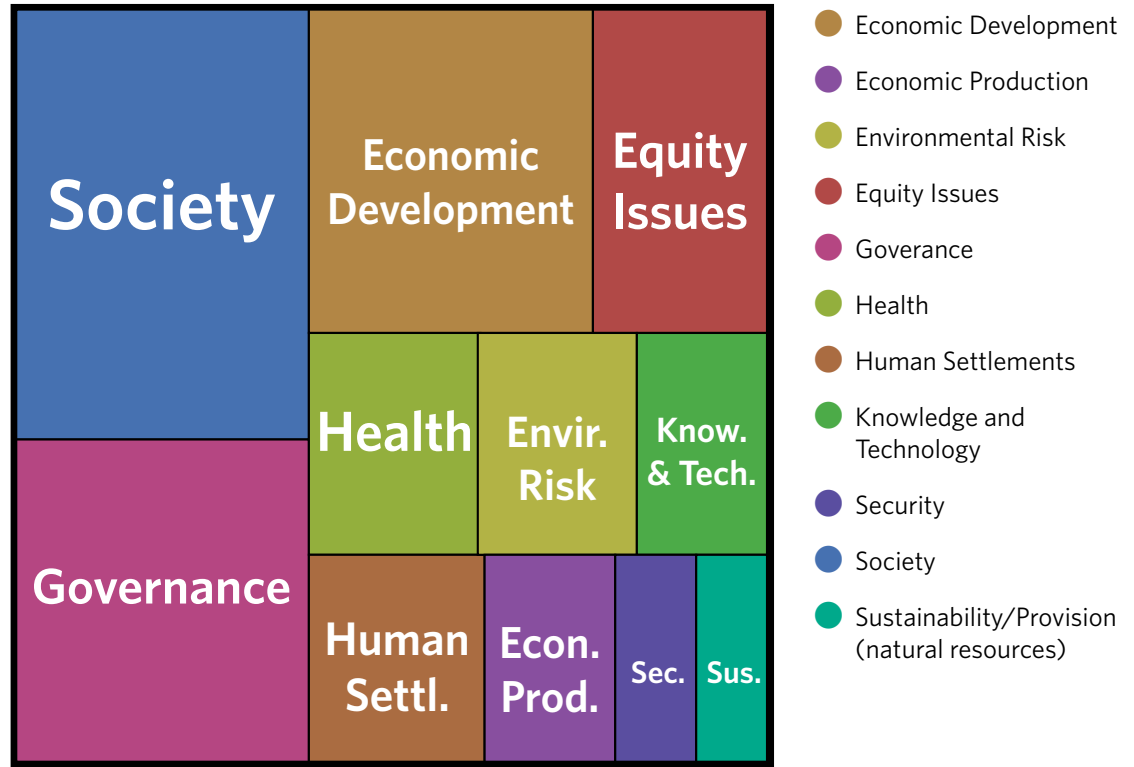 Society
Economic
Development
Equity
Issues
Governance
Health
Envir.
Risk
Know.
& Tech.
Human
Settl.
Econ.
Prod.
Sec.
Sus.
Economic Development
Economic Production
Environmental Risk
Equity Issues
Goverance
Health
Human Settlements
Knowledge and
Technology
Security
Society
Sustainability/Provision
(natural resources)